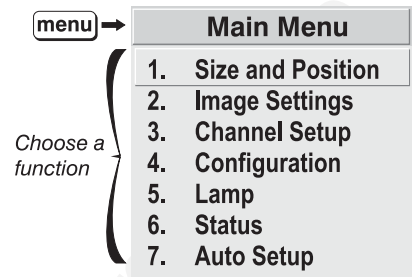 menu
Main Menu
1. Size and Position
2. Image Settings
3. Channel Setup
4. Configuration
5. Lamp
6. Status
7. Auto Setup
Choose a
function